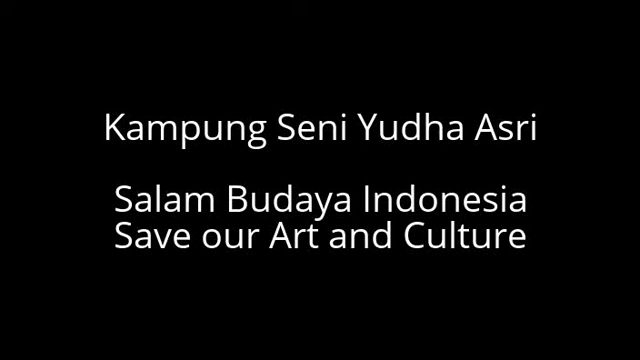 Kampung Seni Yudha Asri
Salam Budaya Indonesia
Save our Art and Culture